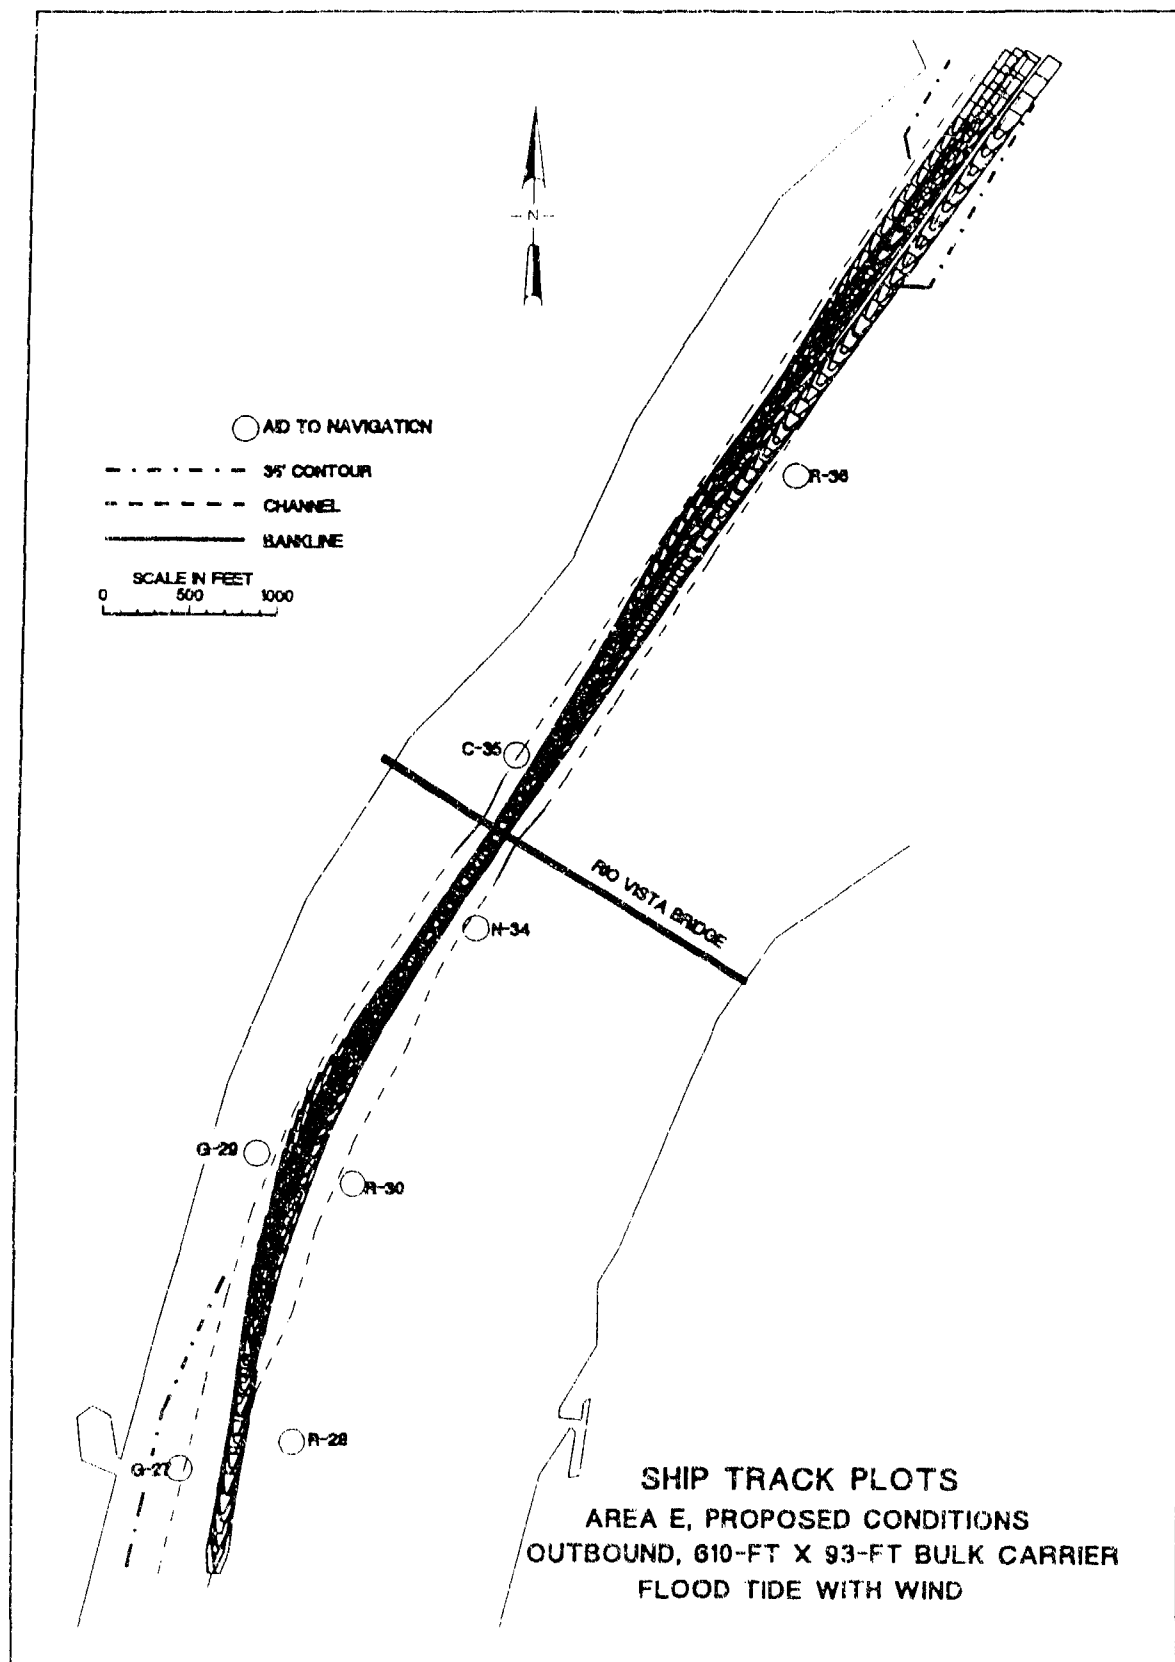 N
AID TO NAVIGATION
35' CONTOUR
CHANNEL
BANKLINE
SCALE IN FEET
0 500 1000
R-36
C-35
RIO VISTA BRIDGE
N-34
G-29
R-30
R-28
G-27
SHIP TRACK PLOTS
AREA E, PROPOSED CONDITIONS
OUTBOUND, 610-FT X 93-FT BULK CARRIER
FLOOD TIDE WITH WIND